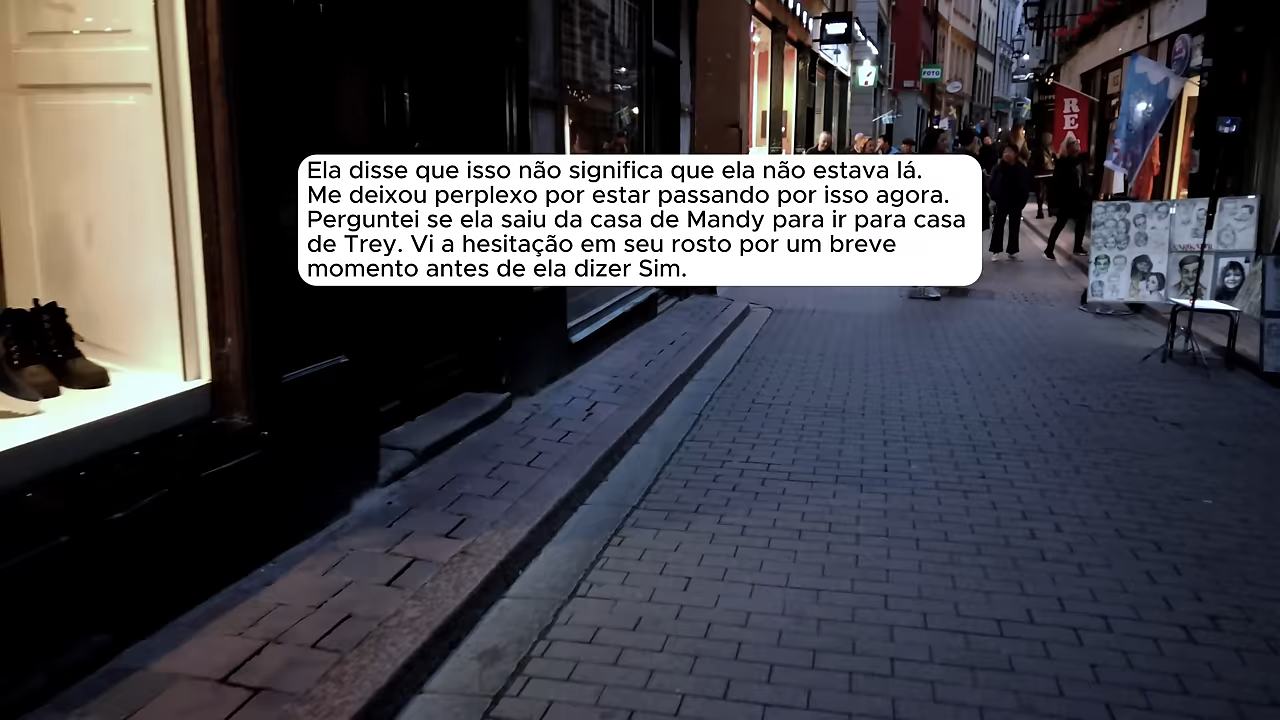 Ela disse que isso não significa que ela não estava lá.
Me deixou perplexo por estar passando por isso agora.
Perguntei se ela saiu da casa de Mandy para ir para casa
de Trey. Vi a hesitação em seu rosto por um breve
momento antes de ela dizer Sim.
FOTO
RE